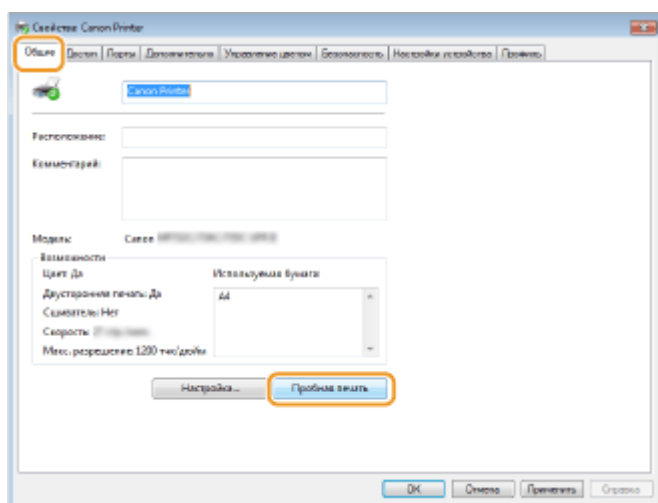 Свойства: Canon Printer
Общие Доступ Порты Дополнительно Управление цветом Безопасность Настройки устройства Профиль
Canon Printer
Расположение:
Комментарий:
Модель: Canon
Возможности
Цвет: Да
Используемая бумага
Двусторонняя печать: Да
A4
Сшиватель: Нет
Скорость:
Макс. разрешение: 1200 тчк/дюйм
Настройка... Пробная печать
OK Отмена Применить Справка